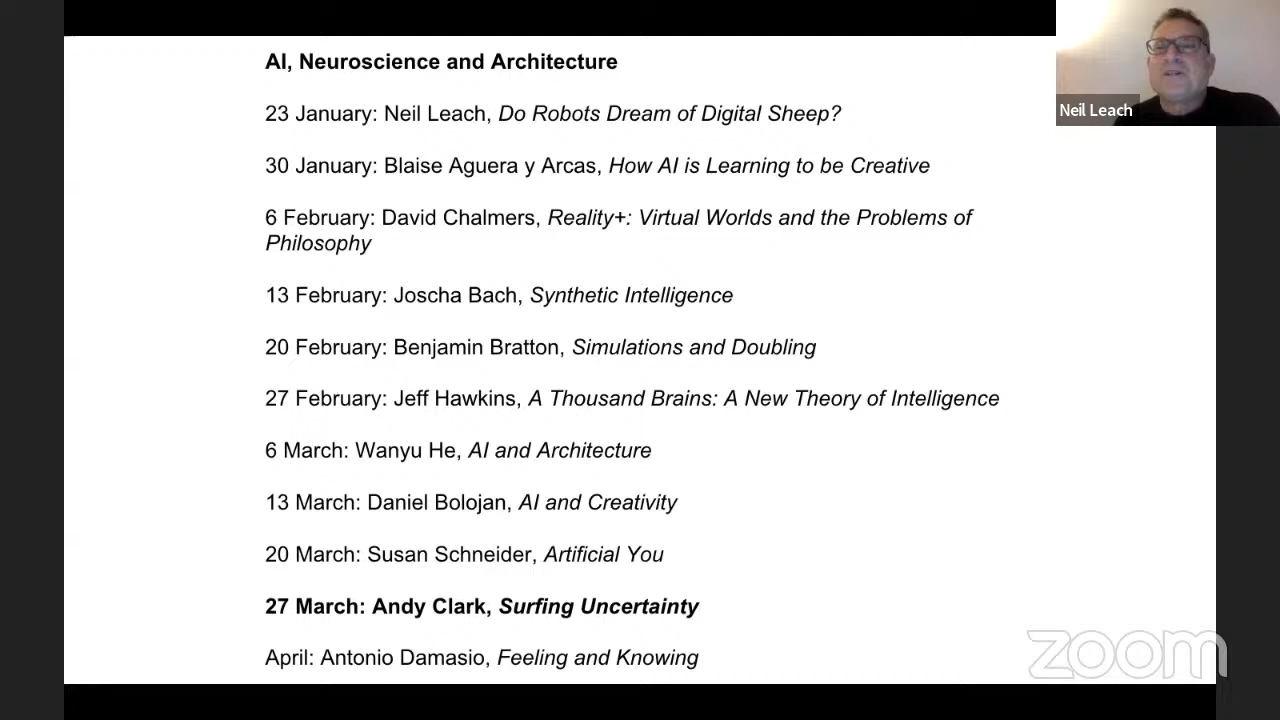 AI, Neuroscience and Architecture
Neil Leach
23 January: Neil Leach, Do Robots Dream of Digital Sheep?
30 January: Blaise Aguera y Arcas, How AI is Learning to be Creative
6 February: David Chalmers, Reality+: Virtual Worlds and the Problems of
Philosophy
13 February: Joscha Bach, Synthetic Intelligence
20 February: Benjamin Bratton, Simulations and Doubling
27 February: Jeff Hawkins, A Thousand Brains: A New Theory of Intelligence
6 March: Wanyu He, AI and Architecture
13 March: Daniel Bolojan, AI and Creativity
20 March: Susan Schneider, Artificial You
27 March: Andy Clark, Surfing Uncertainty
April: Antonio Damasio, Feeling and Knowing
zoom